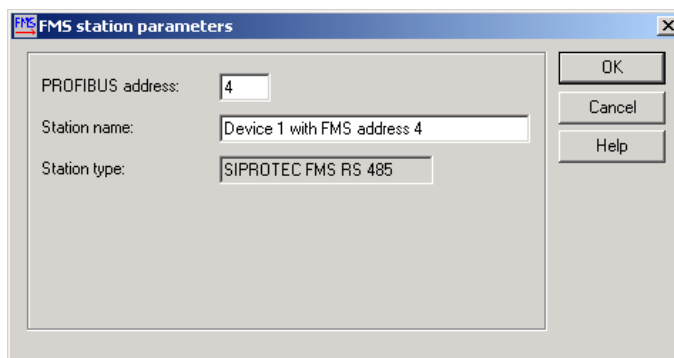 FMS FMS station parameters
PROFIBUS address: 4
Station name: Device 1 with FMS address 4
Station type: SIPROTEC FMS RS 485
OK
Cancel
Help